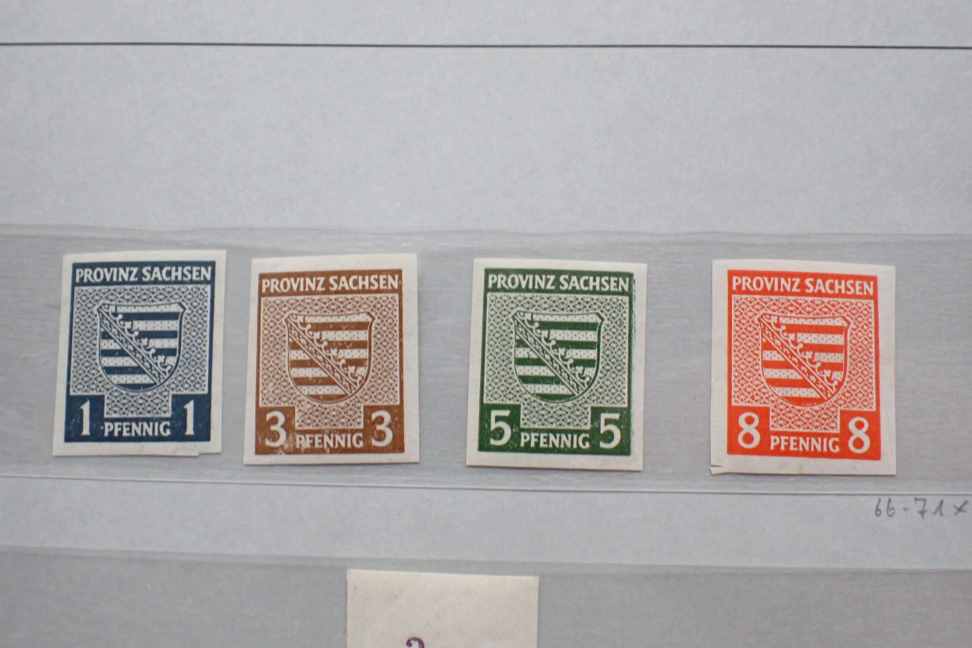 PROVINZ SACHSEN
1 PFENNIG 1
PROVINZ SACHSEN
3 PFENNIG 3
PROVINZ SACHSEN
5 PFENNIG 5
PROVINZ SACHSEN
8 PFENNIG 8
66-71x